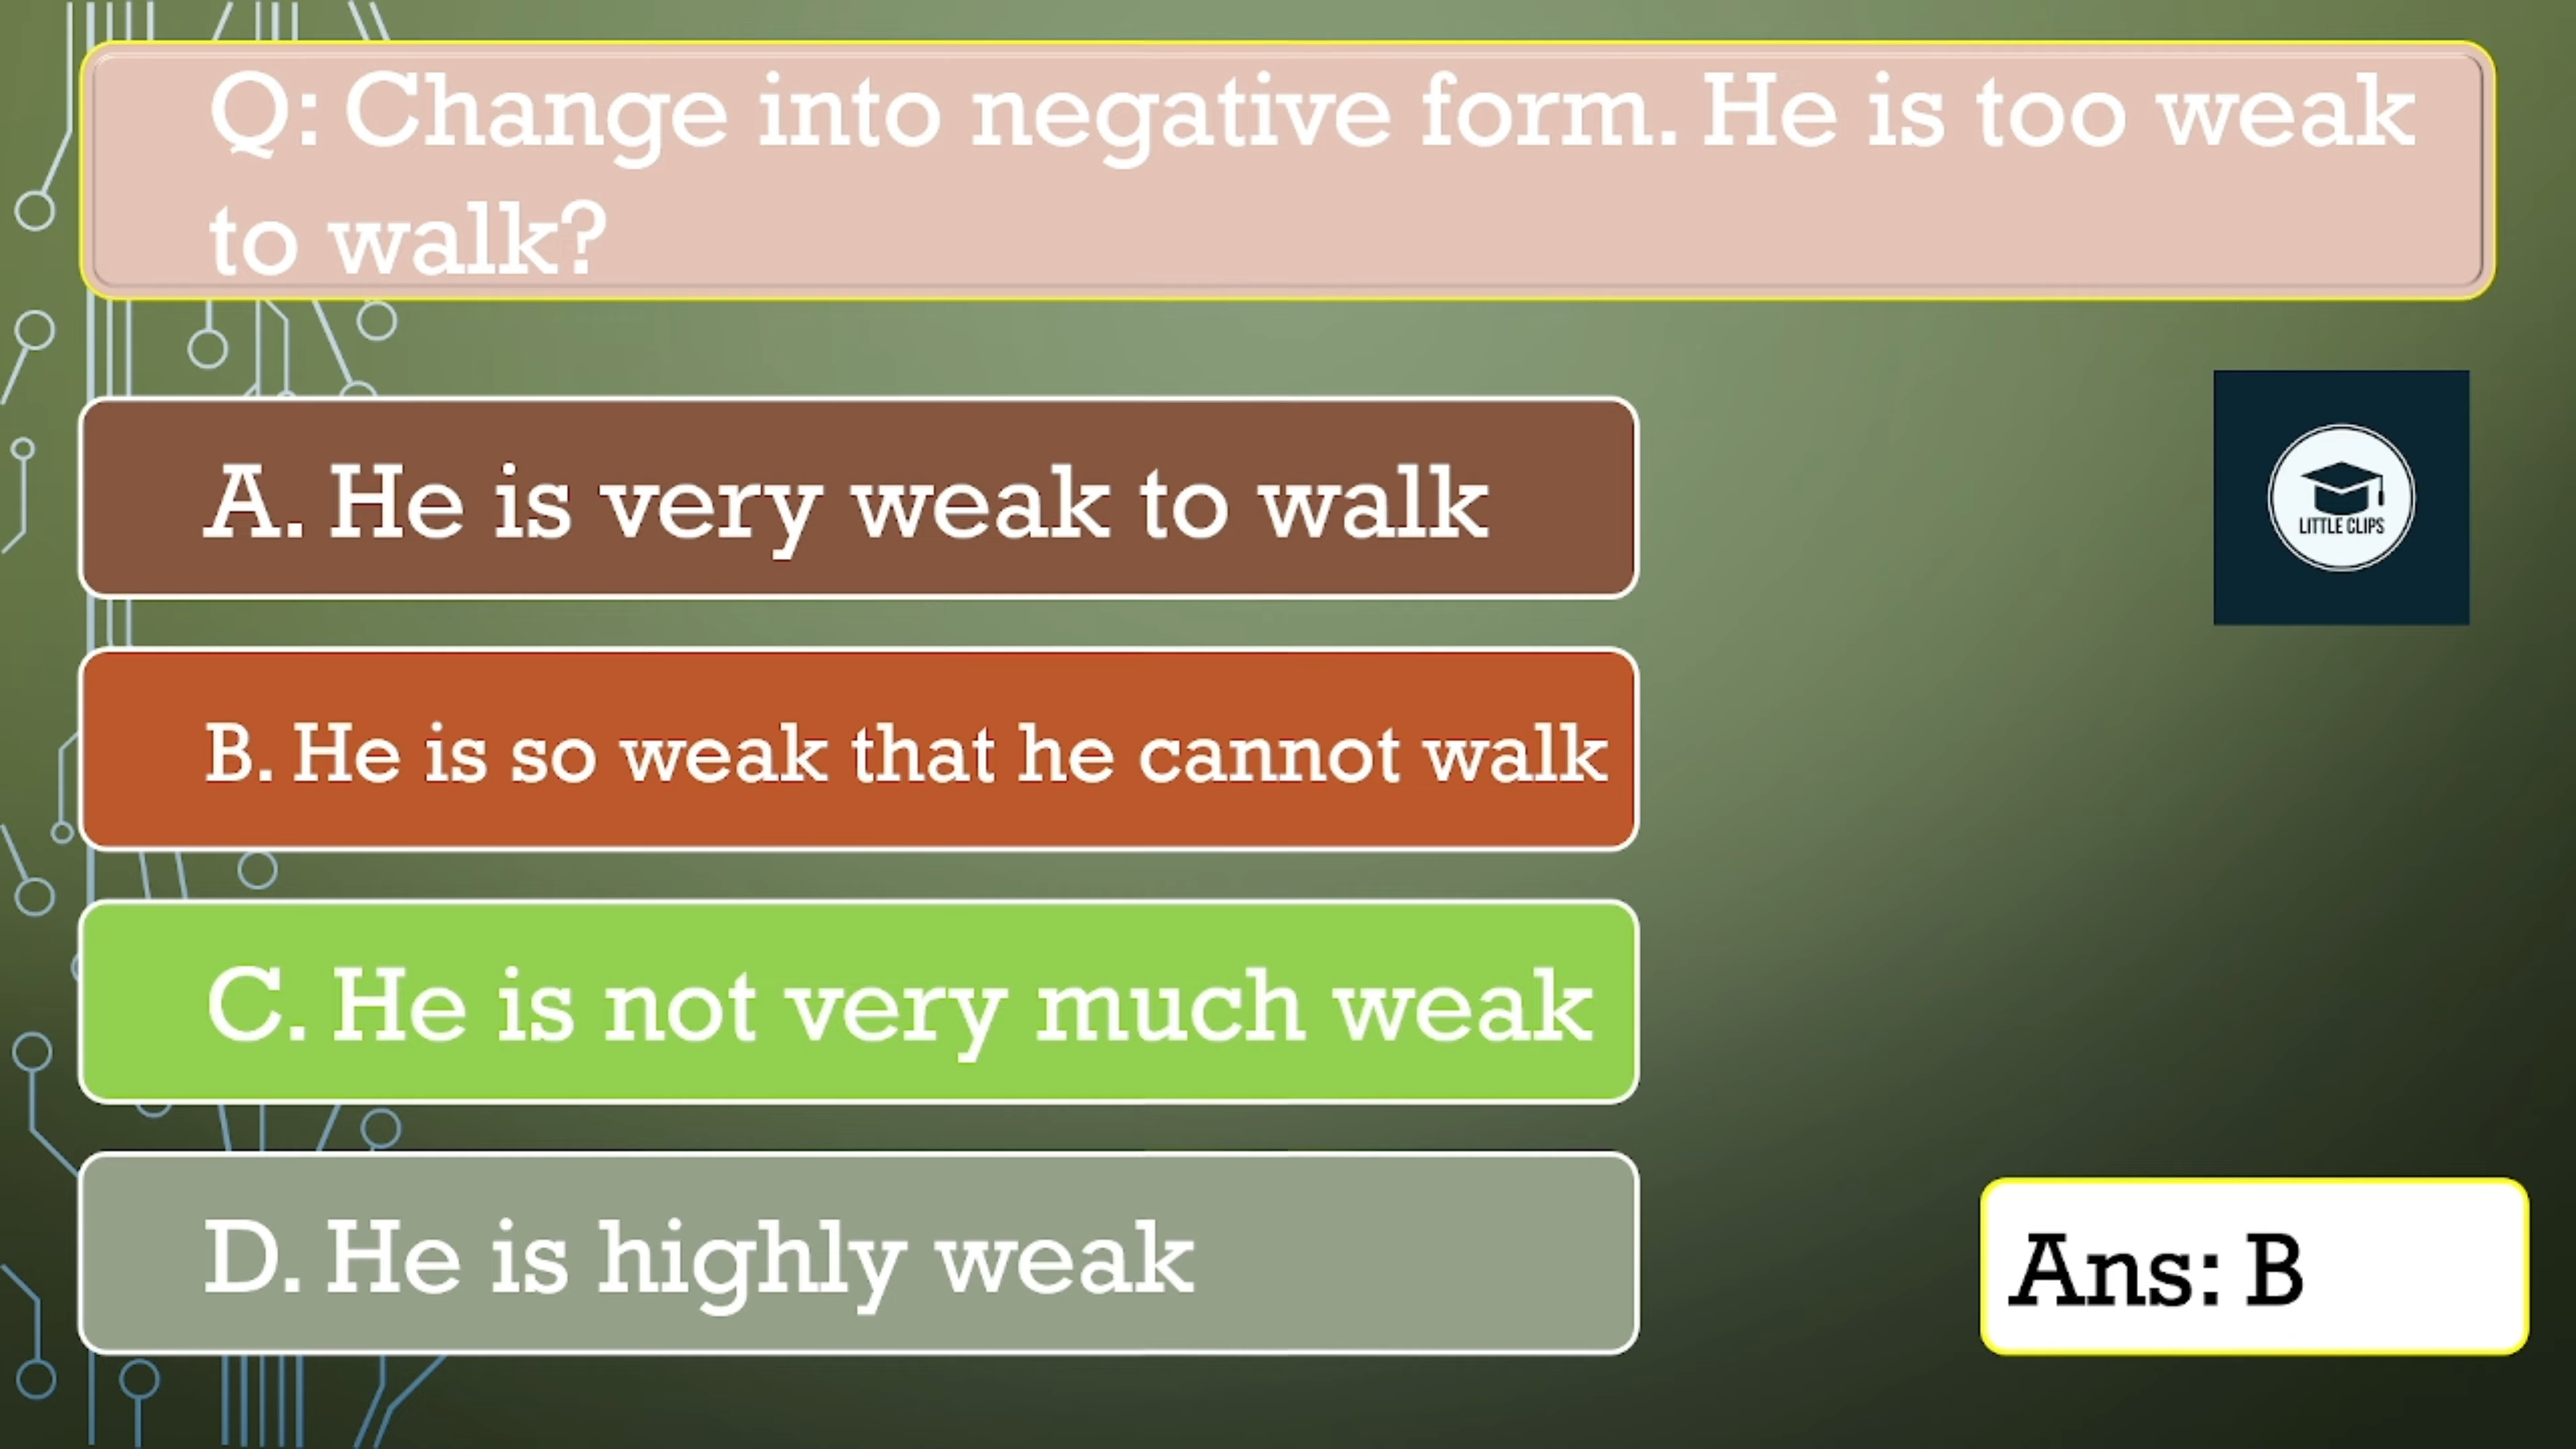 Q: Change into negative form. He is too weak
to walk?
A. He is very weak to walk
LITTLE CLIPS
B. He is so weak that he cannot walk
C. He is not very much weak
D. He is highly weak
Ans: B